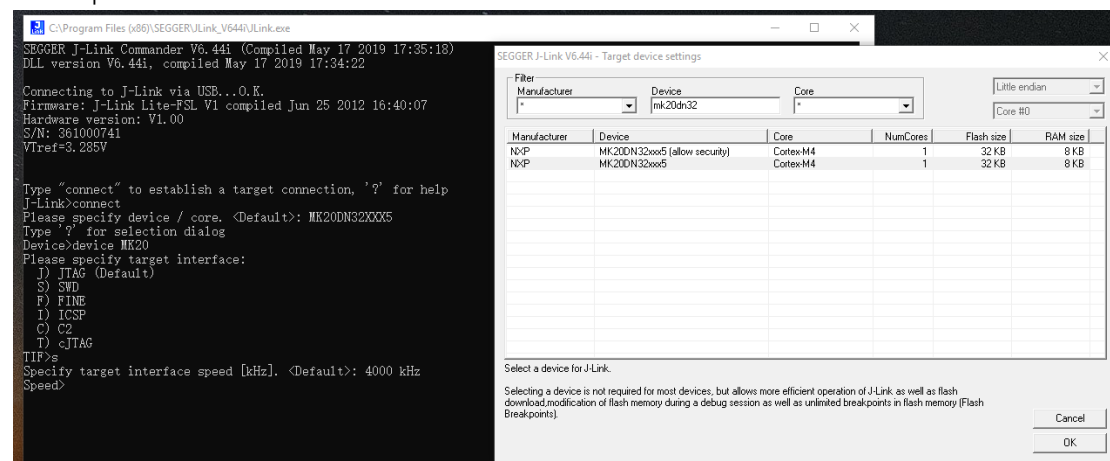 C:\Program Files (x86)\SEGGER\JLink_V644i\JLink.exe
SEGGER J-Link Commander V6.44i (Compiled May 17 2019 17:35:18)
DLL version V6.44i, compiled May 17 2019 17:34:22
Connecting to J-Link via USB...O.K.
Firmware: J-Link Lite-FSL V1 compiled Jun 25 2012 16:40:07
Hardware version: V1.00
S/N: 361000741
VTref=3.285V
Type "connect" to establish a target connection, '?' for help
J-Link>connect
Please specify device / core. <Default>: MK20DN32XXX5
Type '?' for selection dialog
Device>device MK20
Please specify target interface:
J) JTAG (Default)
S) SWD
F) FINE
I) ICSP
C) C2
T) cJTAG
TIF>s
Specify target interface speed [kHz]. <Default>: 4000 kHz
Speed>
SEGGER J-Link V6.44i - Target device settings
Filter
Manufacturer Device Core
* mk20dn32 *
Little endian
Core #0
Manufacturer Device Core NumCores Flash size RAM size
NXP MK20DN32xxx5 (allow security) Cortex-M4 1 32 KB 8 KB
NXP MK20DN32xxx5 Cortex-M4 1 32 KB 8 KB
Select a device for J-Link.
Selecting a device is not required for most devices, but allows more efficient operation of J-Link as well as flash
download,modification of flash memory during a debug session as well as unlimited breakpoints in flash memory (Flash
Breakpoints).
Cancel
OK